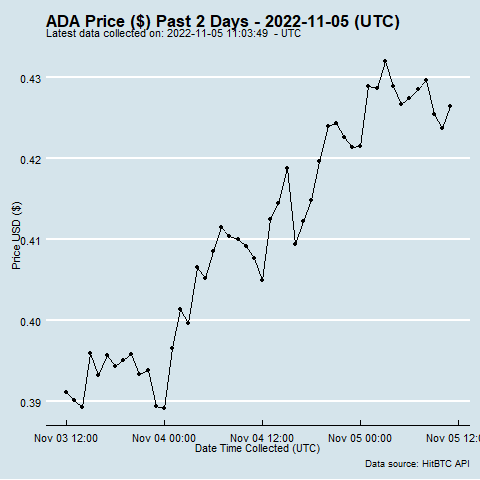 ADA Price ($) Past 2 Days - 2022-11-05 (UTC)
Latest data collected on: 2022-11-05 11:03:49 - UTC
0.43
0.42
0.41
0.40
0.39
Price USD ($)
Nov 03 12:00 Nov 04 00:00 Nov 04 12:00 Nov 05 00:00 Nov 05 12:0
Date Time Collected (UTC)
Data source: HitBTC API